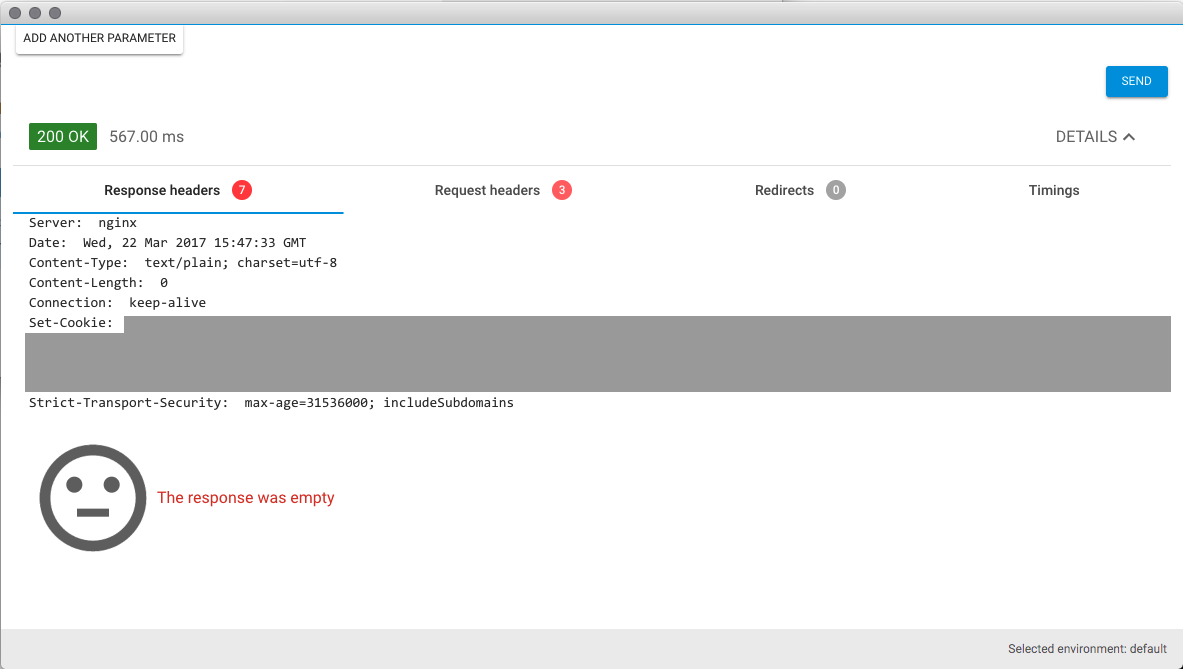 ADD ANOTHER PARAMETER
SEND
200 OK 567.00 ms DETAILS
Response headers 7 Request headers 3 Redirects 0 Timings
Server: nginx
Date: Wed, 22 Mar 2017 15:47:33 GMT
Content-Type: text/plain; charset=utf-8
Content-Length: 0
Connection: keep-alive
Set-Cookie:
Strict-Transport-Security: max-age=31536000; includeSubdomains
The response was empty
Selected environment: default